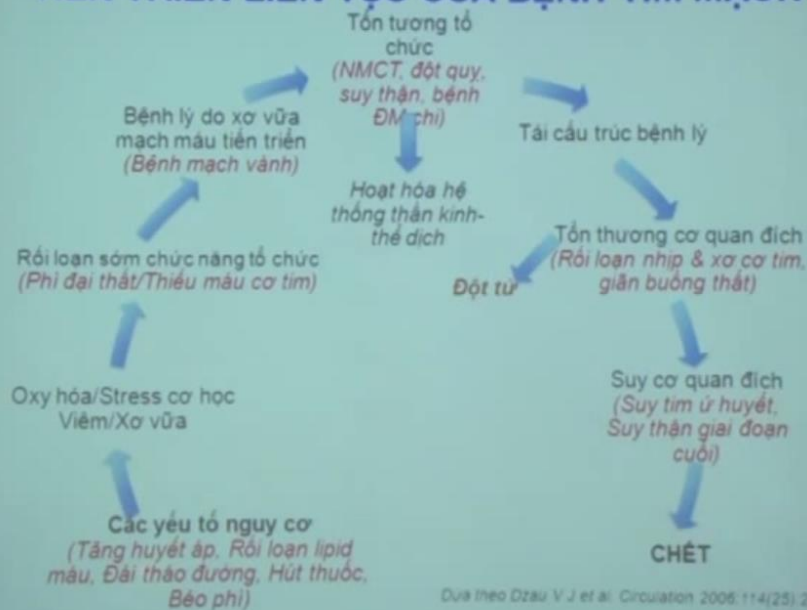 Tổn tương tổ
chức
(NMCT, đột quỵ,
suy thận, bệnh
ĐM chi)
Bệnh lý do xơ vữa
mạch máu tiến triển
(Bệnh mạch vành)
Tái cấu trúc bệnh lý
Hoạt hóa hệ
thống thần kinh-
thể dịch
Rối loạn sớm chức năng tổ chức
(Phì đại thất/Thiếu máu cơ tim)
Tổn thương cơ quan đích
(Rối loạn nhịp & xơ cơ tim,
giãn buồng thất)
Đột tử
Oxy hóa/Stress cơ học
Viêm/Xơ vữa
Suy cơ quan đích
(Suy tim ứ huyết,
Suy thận giai đoạn
cuối)
Các yếu tố nguy cơ
(Tăng huyết áp, Rối loạn lipid
máu, Đái tháo đường, Hút thuốc,
Béo phì)
CHẾT
Dựa theo Dzau V J et al. Circulation 2006;114(25)